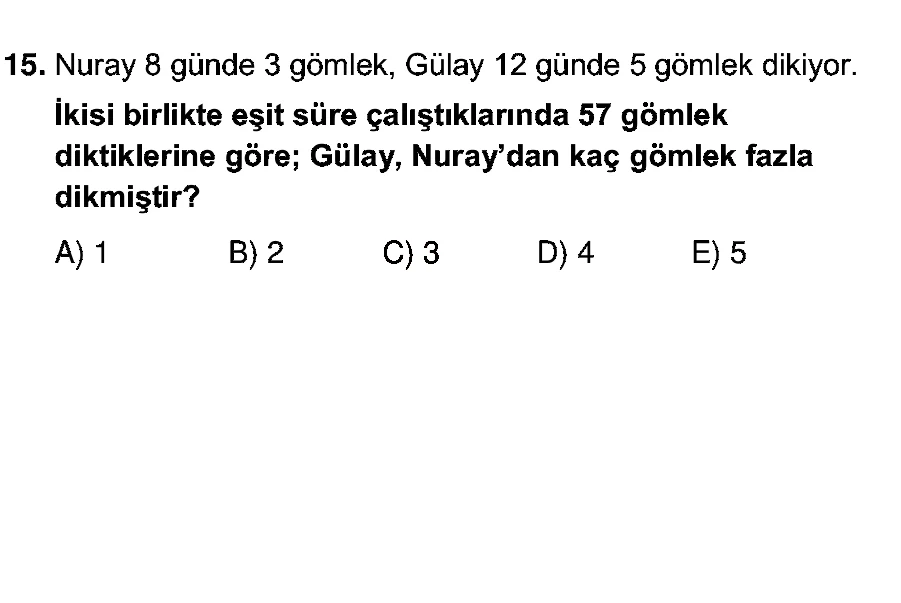 15. Nuray 8 günde 3 gömlek, Gülay 12 günde 5 gömlek dikiyor.
İkisi birlikte eşit süre çalıştıklarında 57 gömlek
diktiklerine göre; Gülay, Nuray’dan kaç gömlek fazla
dikmiştir?
A) 1 B) 2 C) 3 D) 4 E) 5